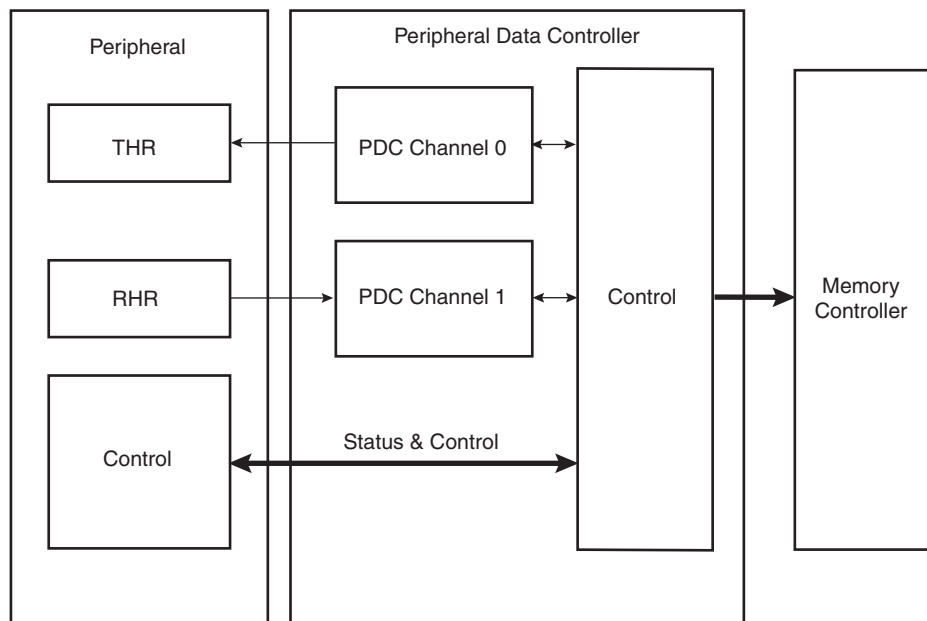 Peripheral
Peripheral Data Controller
THR
PDC Channel 0
RHR
PDC Channel 1
Control
Memory
Controller
Control
Status & Control